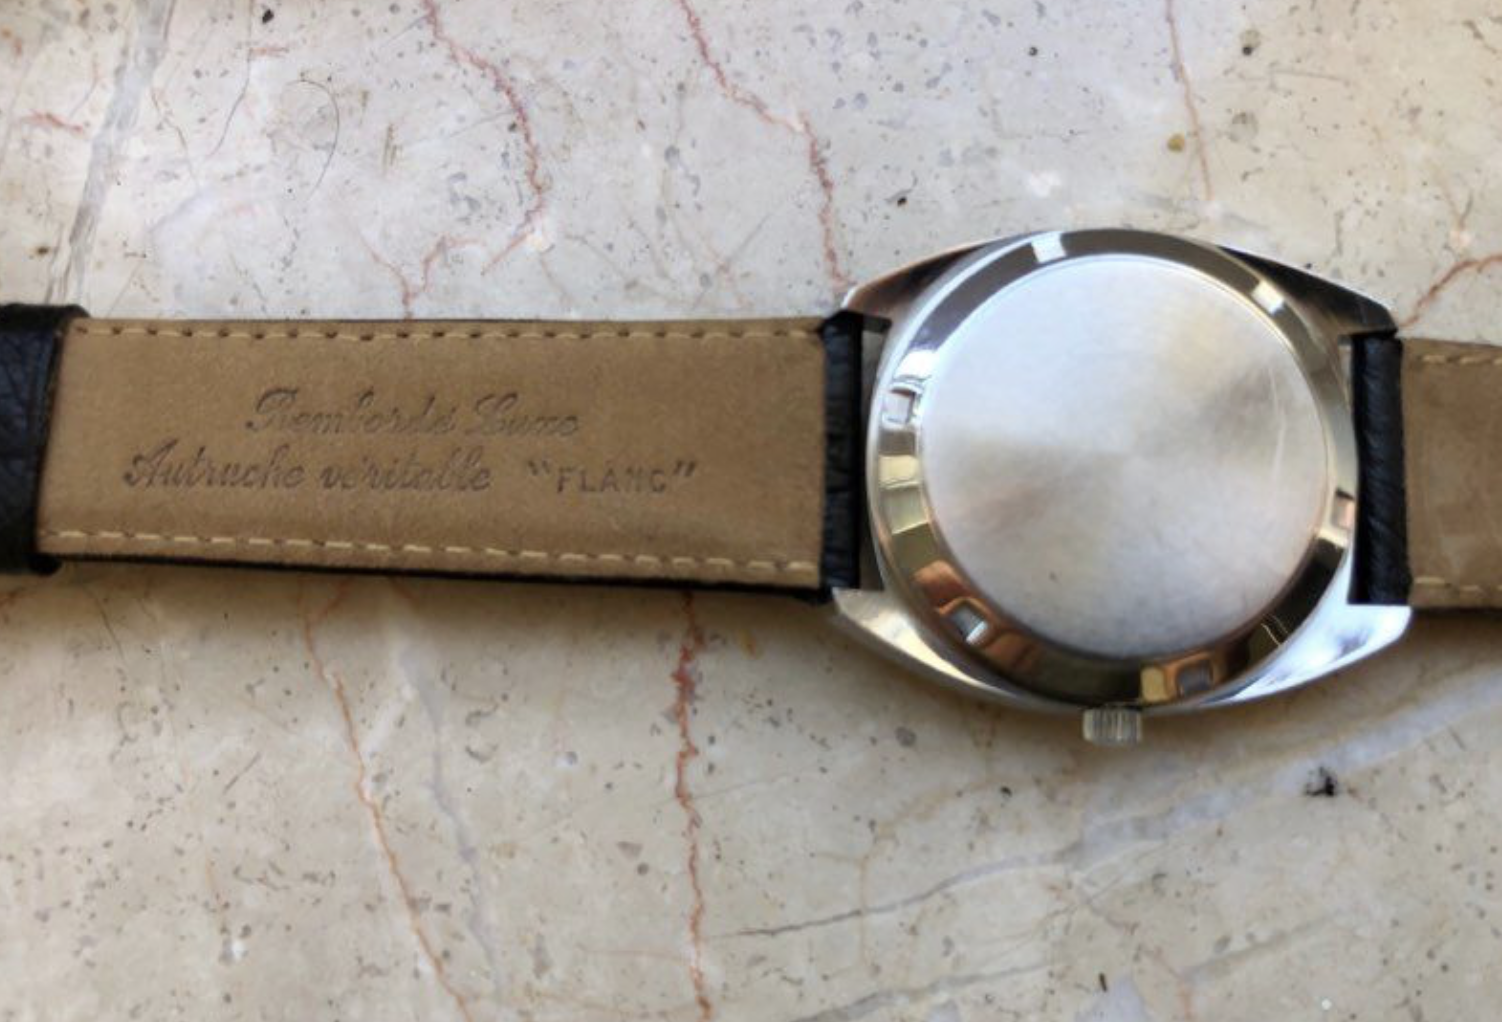 Rembordé Luxe
Autruche véritable "FLANC"